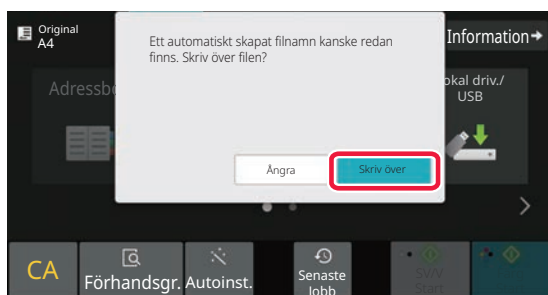 Original
A4
Ett automatiskt skapat filnamn kanske redan
finns. Skriv över filen?
Information
Adressb
okal driv./
USB
Ångra
Skriv över
CA
Förhandsgr.
Autoinst.
Senaste
Jobb
SV/V
Start